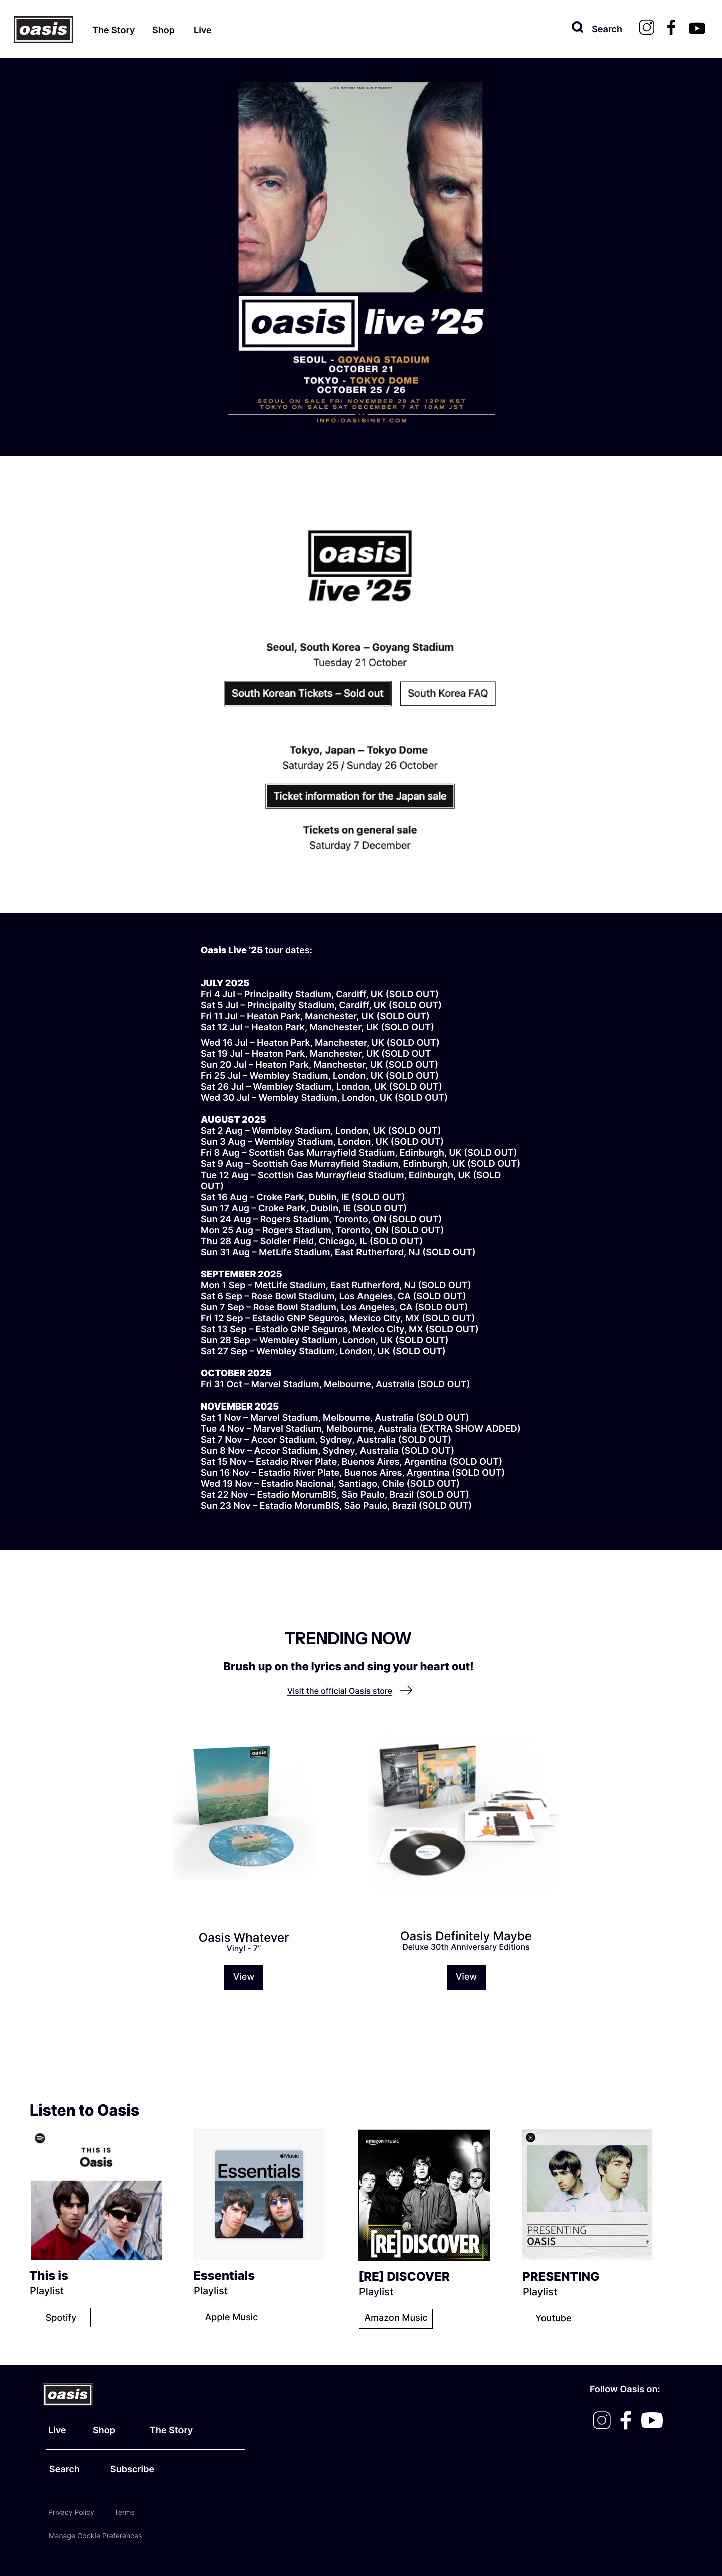 oasis
The Story Shop Live
Search
LIVE NATION AND SJM PRESENT
oasis live '25
SEOUL - GOYANG STADIUM
OCTOBER 21
TOKYO - TOKYO DOME
OCTOBER 25 / 26
SEOUL ON SALE FRI NOVEMBER 29 AT 12PM KST
TOKYO ON SALE SAT DECEMBER 7 AT 10AM JST
INFO:OASISINET.COM
oasis
live '25
Seoul, South Korea – Goyang Stadium
Tuesday 21 October
South Korean Tickets – Sold out
South Korea FAQ
Tokyo, Japan – Tokyo Dome
Saturday 25 / Sunday 26 October
Ticket information for the Japan sale
Tickets on general sale
Saturday 7 December
Oasis Live '25 tour dates:
JULY 2025
Fri 4 Jul – Principality Stadium, Cardiff, UK (SOLD OUT)
Sat 5 Jul – Principality Stadium, Cardiff, UK (SOLD OUT)
Fri 11 Jul – Heaton Park, Manchester, UK (SOLD OUT)
Sat 12 Jul – Heaton Park, Manchester, UK (SOLD OUT)
Wed 16 Jul – Heaton Park, Manchester, UK (SOLD OUT)
Sat 19 Jul – Heaton Park, Manchester, UK (SOLD OUT
Sun 20 Jul – Heaton Park, Manchester, UK (SOLD OUT)
Fri 25 Jul – Wembley Stadium, London, UK (SOLD OUT)
Sat 26 Jul – Wembley Stadium, London, UK (SOLD OUT)
Wed 30 Jul – Wembley Stadium, London, UK (SOLD OUT)
AUGUST 2025
Sat 2 Aug – Wembley Stadium, London, UK (SOLD OUT)
Sun 3 Aug – Wembley Stadium, London, UK (SOLD OUT)
Fri 8 Aug – Scottish Gas Murrayfield Stadium, Edinburgh, UK (SOLD OUT)
Sat 9 Aug – Scottish Gas Murrayfield Stadium, Edinburgh, UK (SOLD OUT)
Tue 12 Aug – Scottish Gas Murrayfield Stadium, Edinburgh, UK (SOLD
OUT)
Sat 16 Aug – Croke Park, Dublin, IE (SOLD OUT)
Sun 17 Aug – Croke Park, Dublin, IE (SOLD OUT)
Sun 24 Aug – Rogers Stadium, Toronto, ON (SOLD OUT)
Mon 25 Aug – Rogers Stadium, Toronto, ON (SOLD OUT)
Thu 28 Aug – Soldier Field, Chicago, IL (SOLD OUT)
Sun 31 Aug – MetLife Stadium, East Rutherford, NJ (SOLD OUT)
SEPTEMBER 2025
Mon 1 Sep – MetLife Stadium, East Rutherford, NJ (SOLD OUT)
Sat 6 Sep – Rose Bowl Stadium, Los Angeles, CA (SOLD OUT)
Sun 7 Sep – Rose Bowl Stadium, Los Angeles, CA (SOLD OUT)
Fri 12 Sep – Estadio GNP Seguros, Mexico City, MX (SOLD OUT)
Sat 13 Sep – Estadio GNP Seguros, Mexico City, MX (SOLD OUT)
Sun 28 Sep – Wembley Stadium, London, UK (SOLD OUT)
Sat 27 Sep – Wembley Stadium, London, UK (SOLD OUT)
OCTOBER 2025
Fri 31 Oct – Marvel Stadium, Melbourne, Australia (SOLD OUT)
NOVEMBER 2025
Sat 1 Nov – Marvel Stadium, Melbourne, Australia (SOLD OUT)
Tue 4 Nov – Marvel Stadium, Melbourne, Australia (EXTRA SHOW ADDED)
Sat 7 Nov – Accor Stadium, Sydney, Australia (SOLD OUT)
Sun 8 Nov – Accor Stadium, Sydney, Australia (SOLD OUT)
Sat 15 Nov – Estadio River Plate, Buenos Aires, Argentina (SOLD OUT)
Sun 16 Nov – Estadio River Plate, Buenos Aires, Argentina (SOLD OUT)
Wed 19 Nov – Estadio Nacional, Santiago, Chile (SOLD OUT)
Sat 22 Nov – Estadio MorumBIS, São Paulo, Brazil (SOLD OUT)
Sun 23 Nov – Estadio MorumBIS, São Paulo, Brazil (SOLD OUT)
TRENDING NOW
Brush up on the lyrics and sing your heart out!
Visit the official Oasis store
oasis
Oasis Whatever
Vinyl - 7"
View
Oasis Definitely Maybe
Deluxe 30th Anniversary Editions
View
Listen to Oasis
THIS IS
Oasis
This is
Playlist
Spotify
Music
Essentials
Essentials
Playlist
Apple Music
amazon music
[RE]DISCOVER
[RE] DISCOVER
Playlist
Amazon Music
PRESENTING
OASIS
PRESENTING
Playlist
Youtube
oasis
Live Shop The Story
Search Subscribe
Privacy Policy Terms
Manage Cookie Preferences
Follow Oasis on: